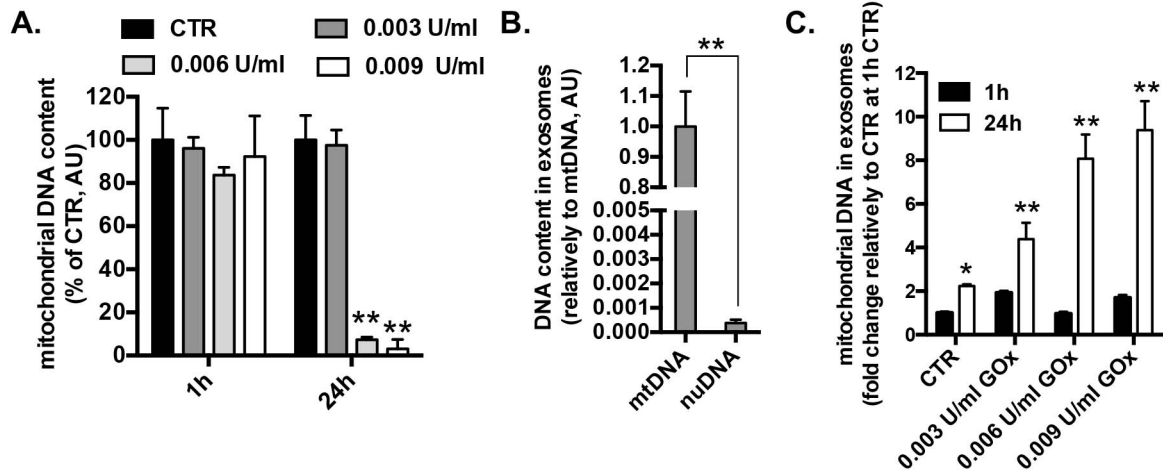 A.
CTR
0.003 U/ml
0.006 U/ml
0.009 U/ml
mitochondrial DNA content
(% of CTR, AU)
120
100
80
60
40
20
0
** **
1h
24h
B.
**
DNA content in exosomes
(relatively to mtDNA, AU)
1.2
1.1
1.0
0.9
0.8
0.005
0.004
0.003
0.002
0.001
0.000
mtDNA
nuDNA
C.
mitochondrial DNA in exosomes
(fold change relatively to CTR at 1h CTR)
12
10
8
6
4
2
0
1h
24h
*
**
**
**
CTR
0.003 U/ml GOx
0.006 U/ml GOx
0.009 U/ml GOx